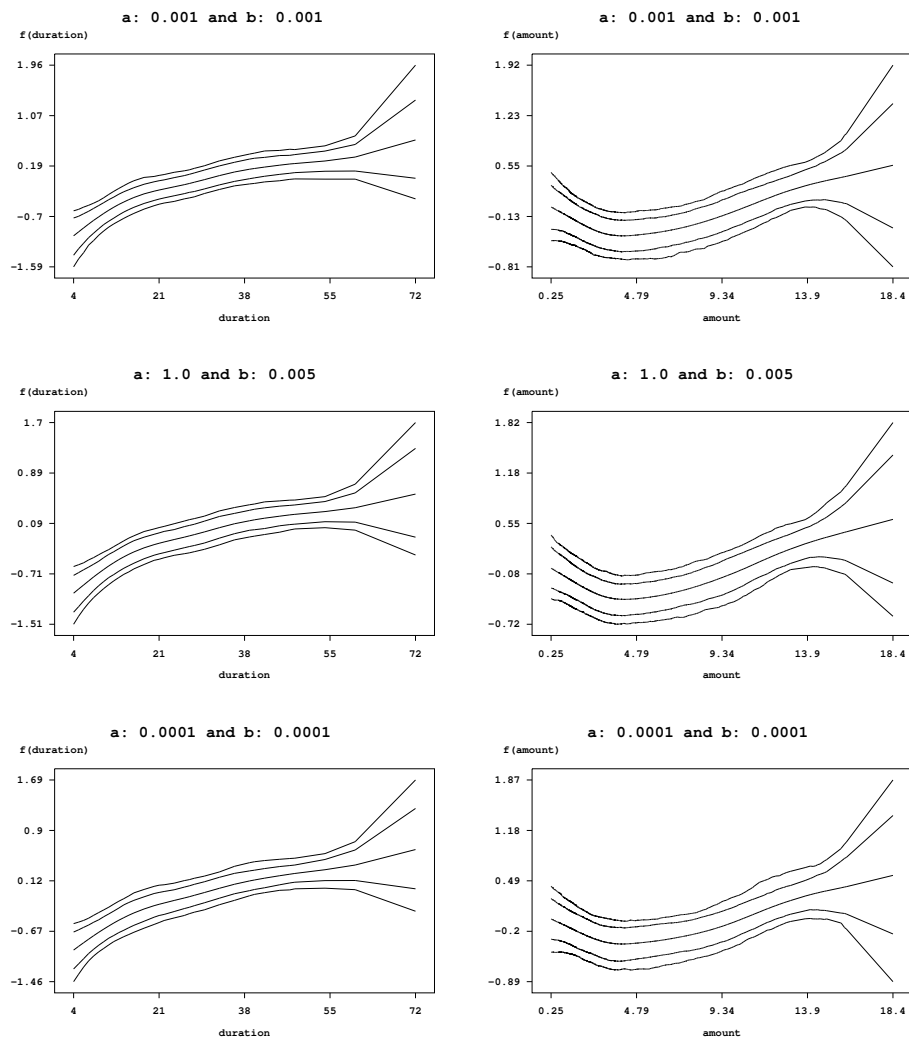 a: 0.001 and b: 0.001
f(duration)
1.96
1.07
0.19
−0.7
−1.59
4 21 38 55 72
duration
a: 0.001 and b: 0.001
f(amount)
1.92
1.23
0.55
−0.13
−0.81
0.25 4.79 9.34 13.9 18.4
amount
a: 1.0 and b: 0.005
f(duration)
1.7
0.89
0.09
−0.71
−1.51
4 21 38 55 72
duration
a: 1.0 and b: 0.005
f(amount)
1.82
1.18
0.55
−0.08
−0.72
0.25 4.79 9.34 13.9 18.4
amount
a: 0.0001 and b: 0.0001
f(duration)
1.69
0.9
0.12
−0.67
−1.46
4 21 38 55 72
duration
a: 0.0001 and b: 0.0001
f(amount)
1.87
1.18
0.49
−0.2
−0.89
0.25 4.79 9.34 13.9 18.4
amount